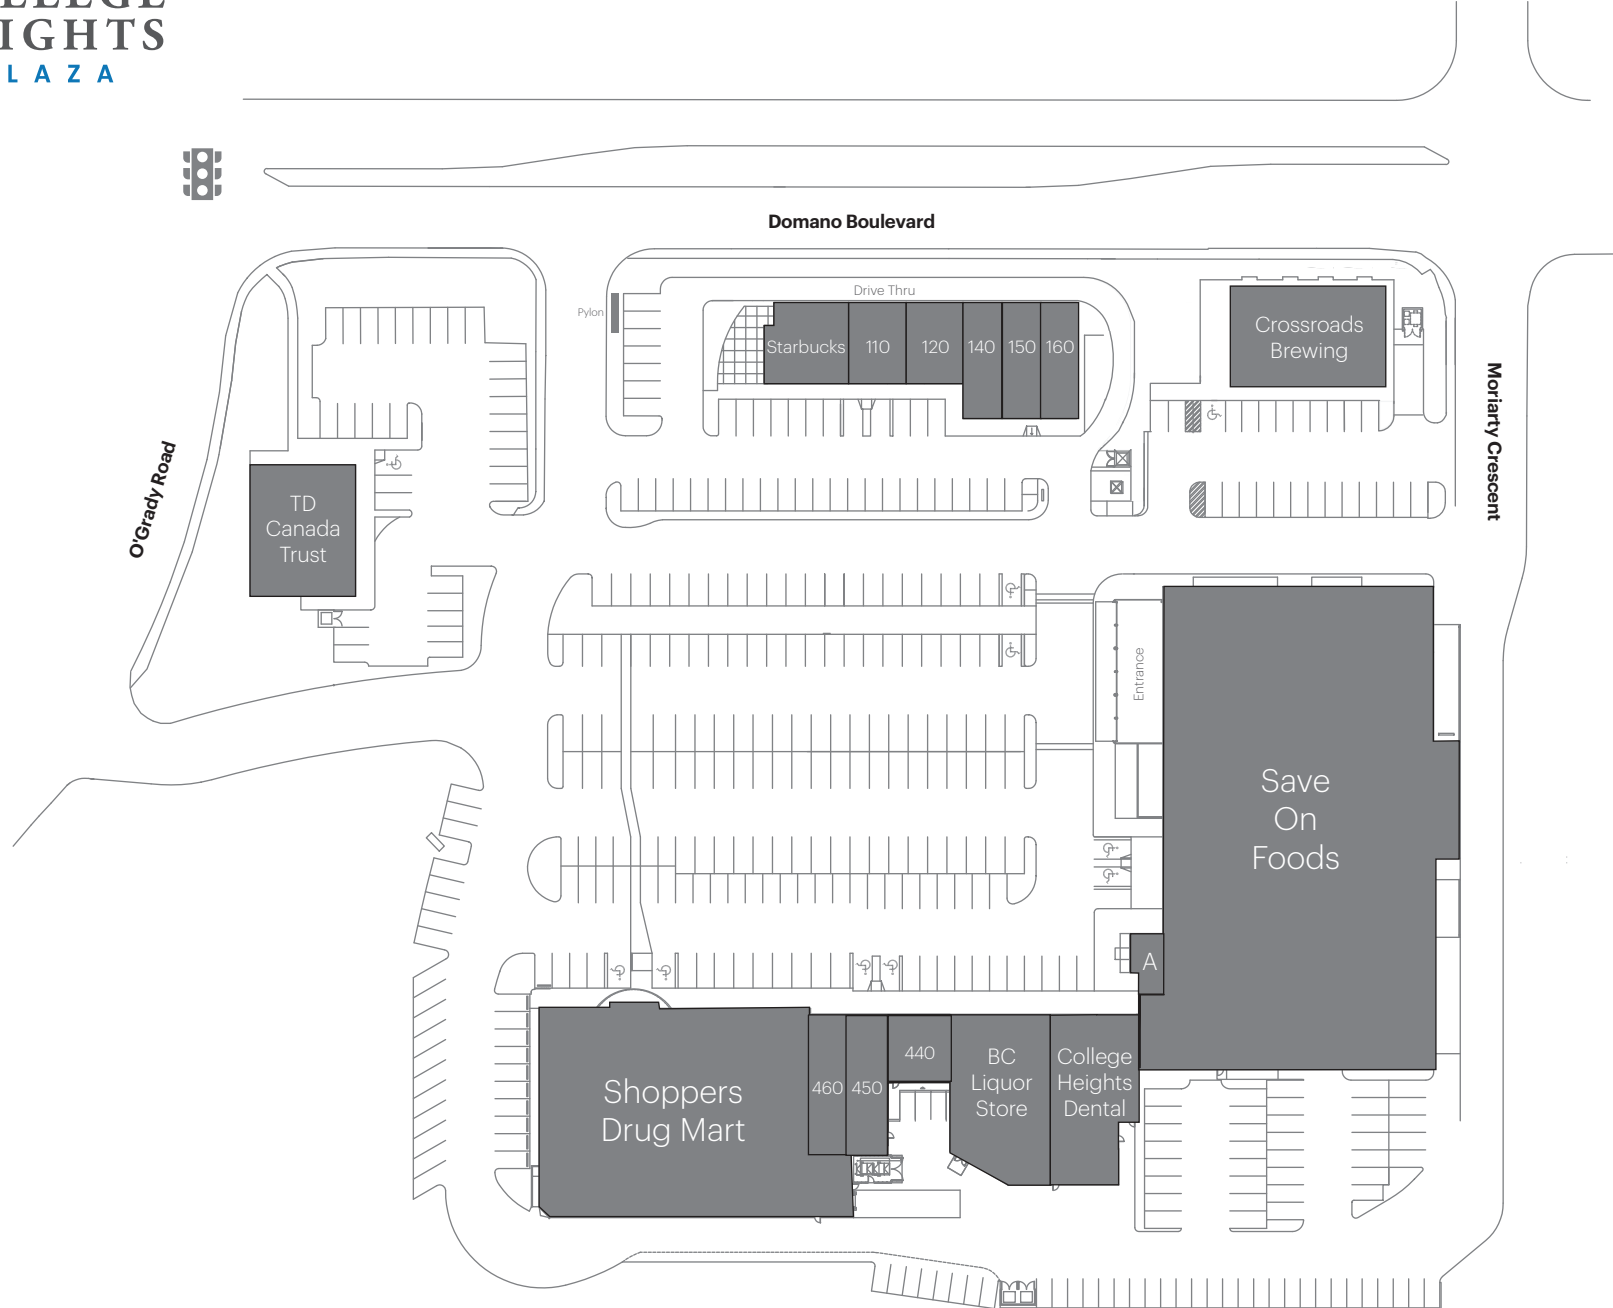 IGHTS
LAZA
Domano Boulevard
Drive Thru
Pylon
Starbucks
110
120
140
150
160
Crossroads
Brewing
Moriarty Crescent
O'Grady Road
TD
Canada
Trust
Entrance
Save
On
Foods
A
Shoppers
Drug Mart
460
450
440
BC
Liquor
Store
College
Heights
Dental